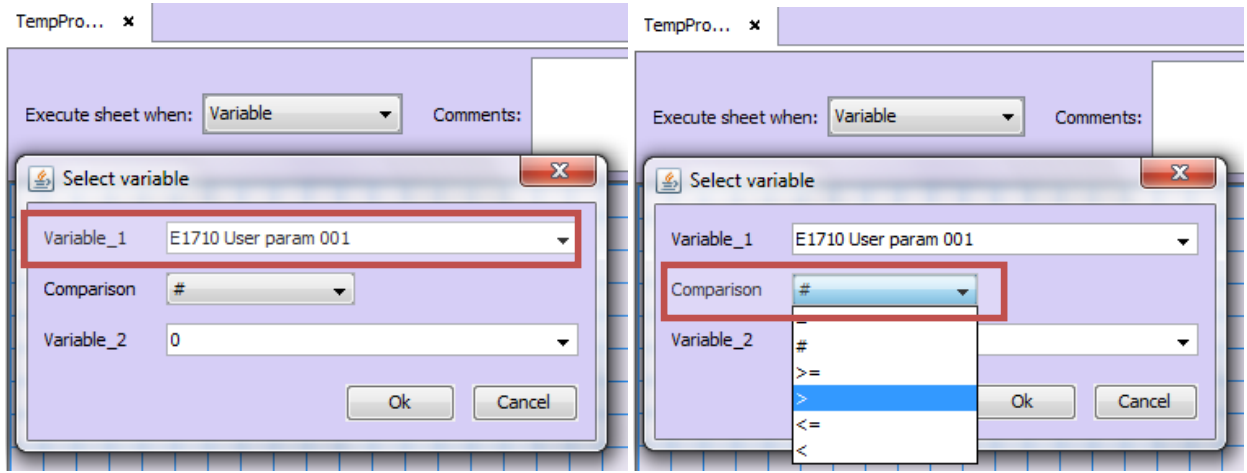 TempPro... ×
Execute sheet when: Variable Comments:
Select variable
Variable_1 E1710 User param 001
Comparison #
Variable_2 0
Ok Cancel
TempPro... ×
Execute sheet when: Variable Comments:
Select variable
Variable_1 E1710 User param 001
Comparison #
Variable_2
#
>=
>
<=
<
Ok Cancel